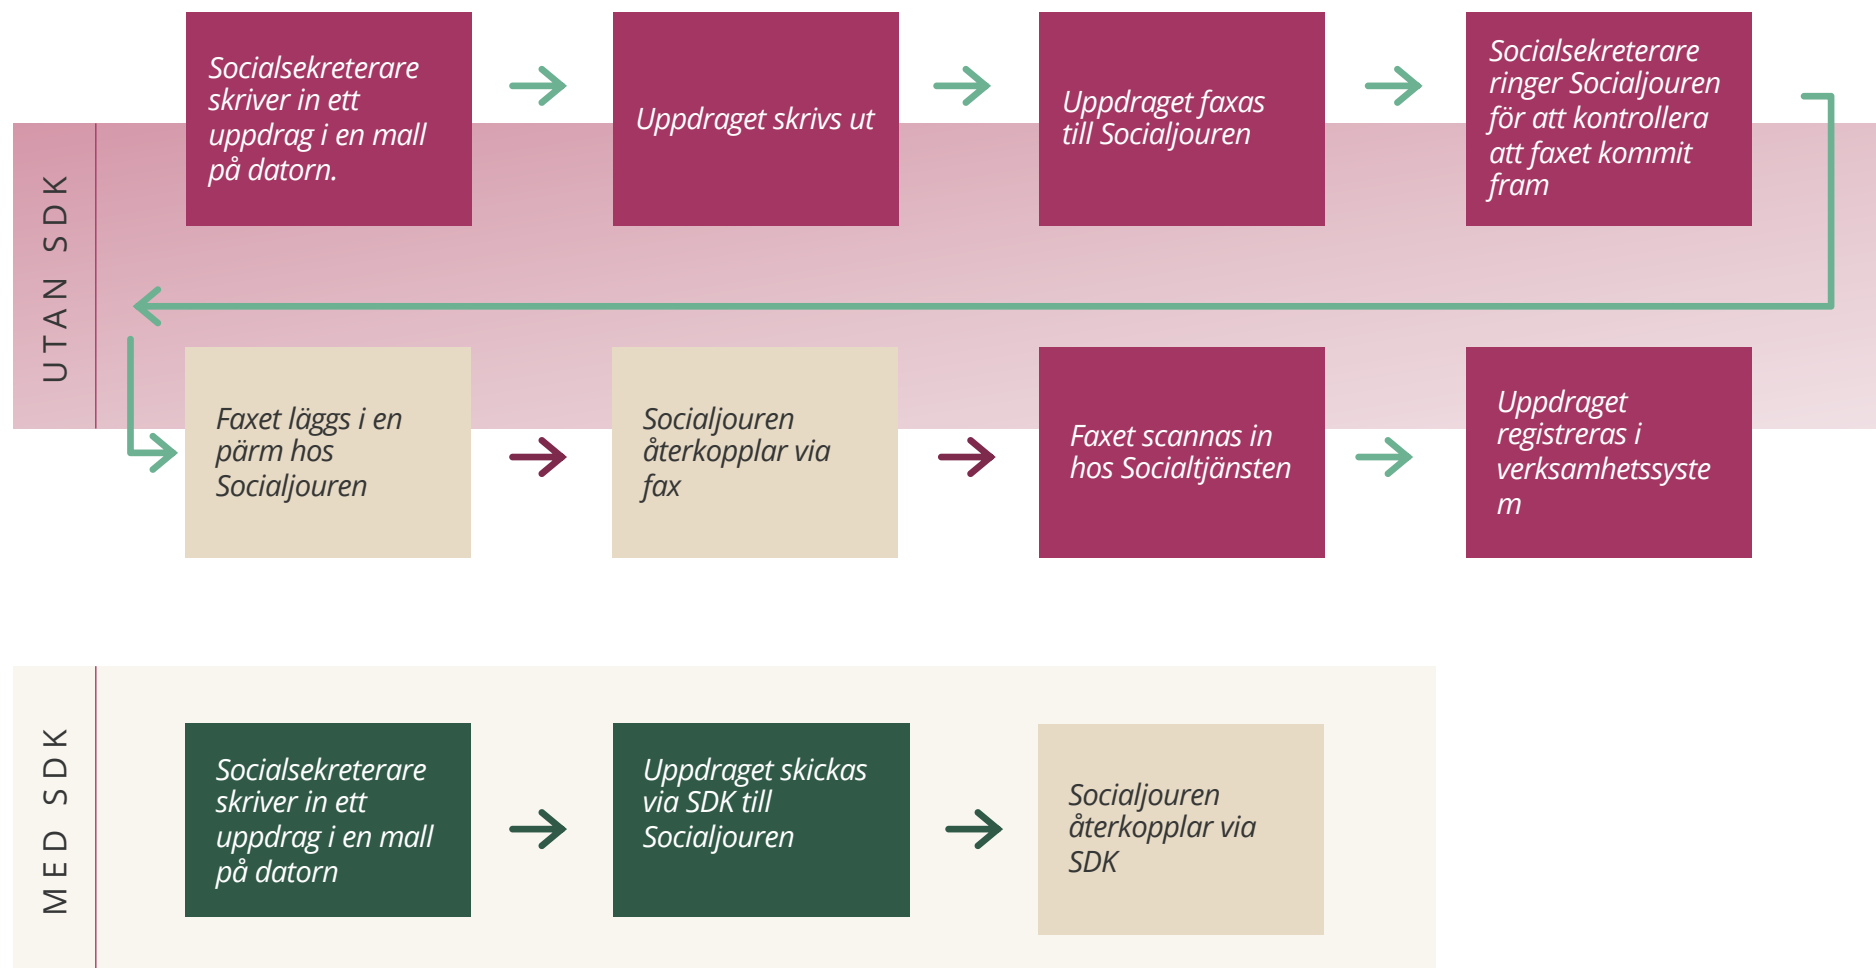 Socialsekreterare
skriver in ett
uppdrag i en mall
på datorn.
Uppdraget skrivs ut
Uppdraget faxas
till Socialjouren
Socialsekreterare
ringer Socialjouren
för att kontrollera
att faxet kommit
fram
UTAN SDK
Faxet läggs i en
pärm hos
Socialjouren
Socialjouren
återkopplar via
fax
Faxet scannas in
hos Socialtjänsten
Uppdraget
registreras i
verksamhetssyste
m
MED SDK
Socialsekreterare
skriver in ett
uppdrag i en mall
på datorn
Uppdraget skickas
via SDK till
Socialjouren
Socialjouren
återkopplar via
SDK